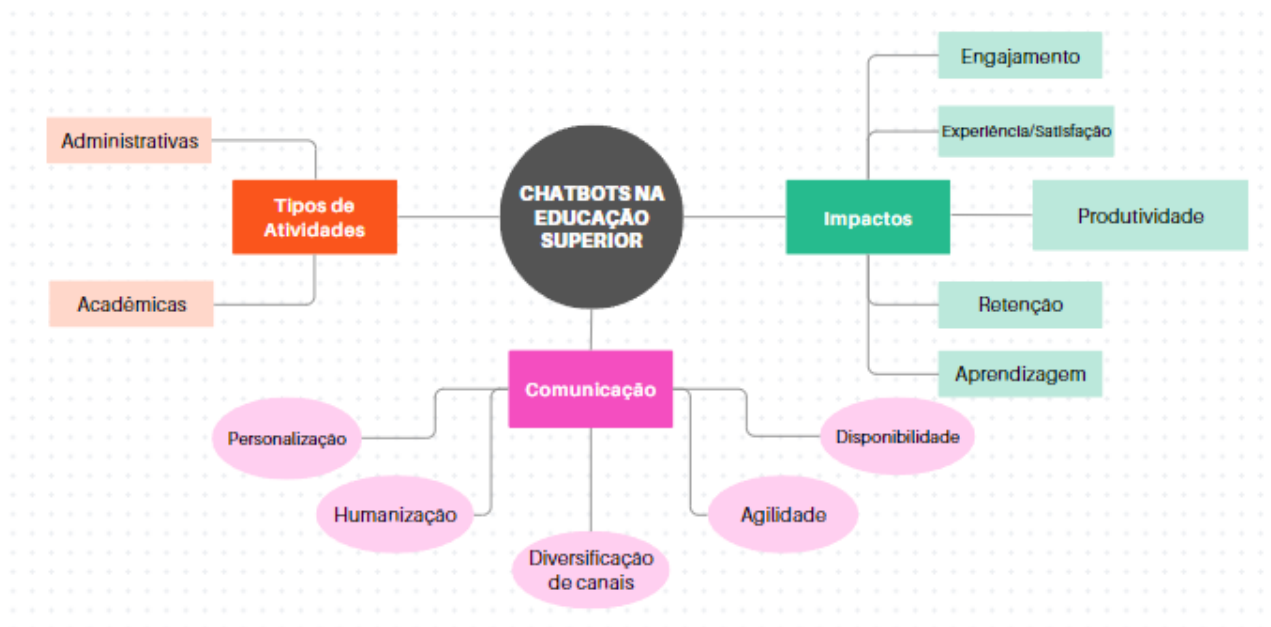 Engajamento
Administrativas
Experiência/Satisfação
CHATBOTS NA
EDUCAÇÃO
SUPERIOR
Tipos de
Atividades
Impactos
Produtividade
Acadêmicas
Retenção
Aprendizagem
Comunicação
Personalização
Disponibilidade
Humanização
Agilidade
Diversificação
de canais